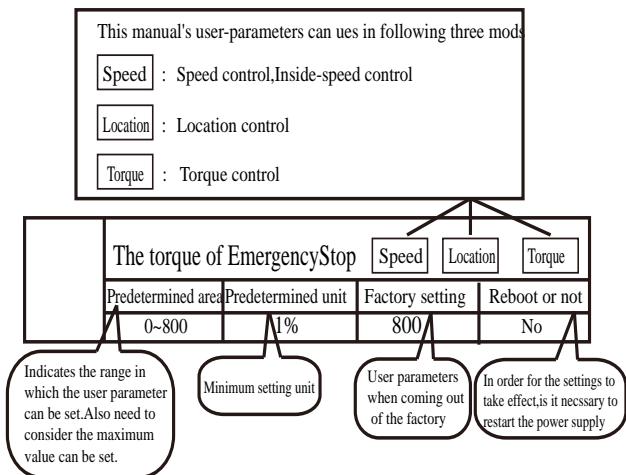 This manual's user-parameters can ues in following three mods
Speed : Speed control,Inside-speed control
Location : Location control
Torque : Torque control
The torque of EmergencyStop Speed Location Torque
Predetermined area Predetermined unit Factory setting Reboot or not
0~800 1% 800 No
Indicates the range in
which the user parameter
can be set.Also need to
consider the maximum
value can be set.
Minimum setting unit
User parameters
when coming out
of the factory
In order for the settings to
take effect,is it necssary to
restart the power supply